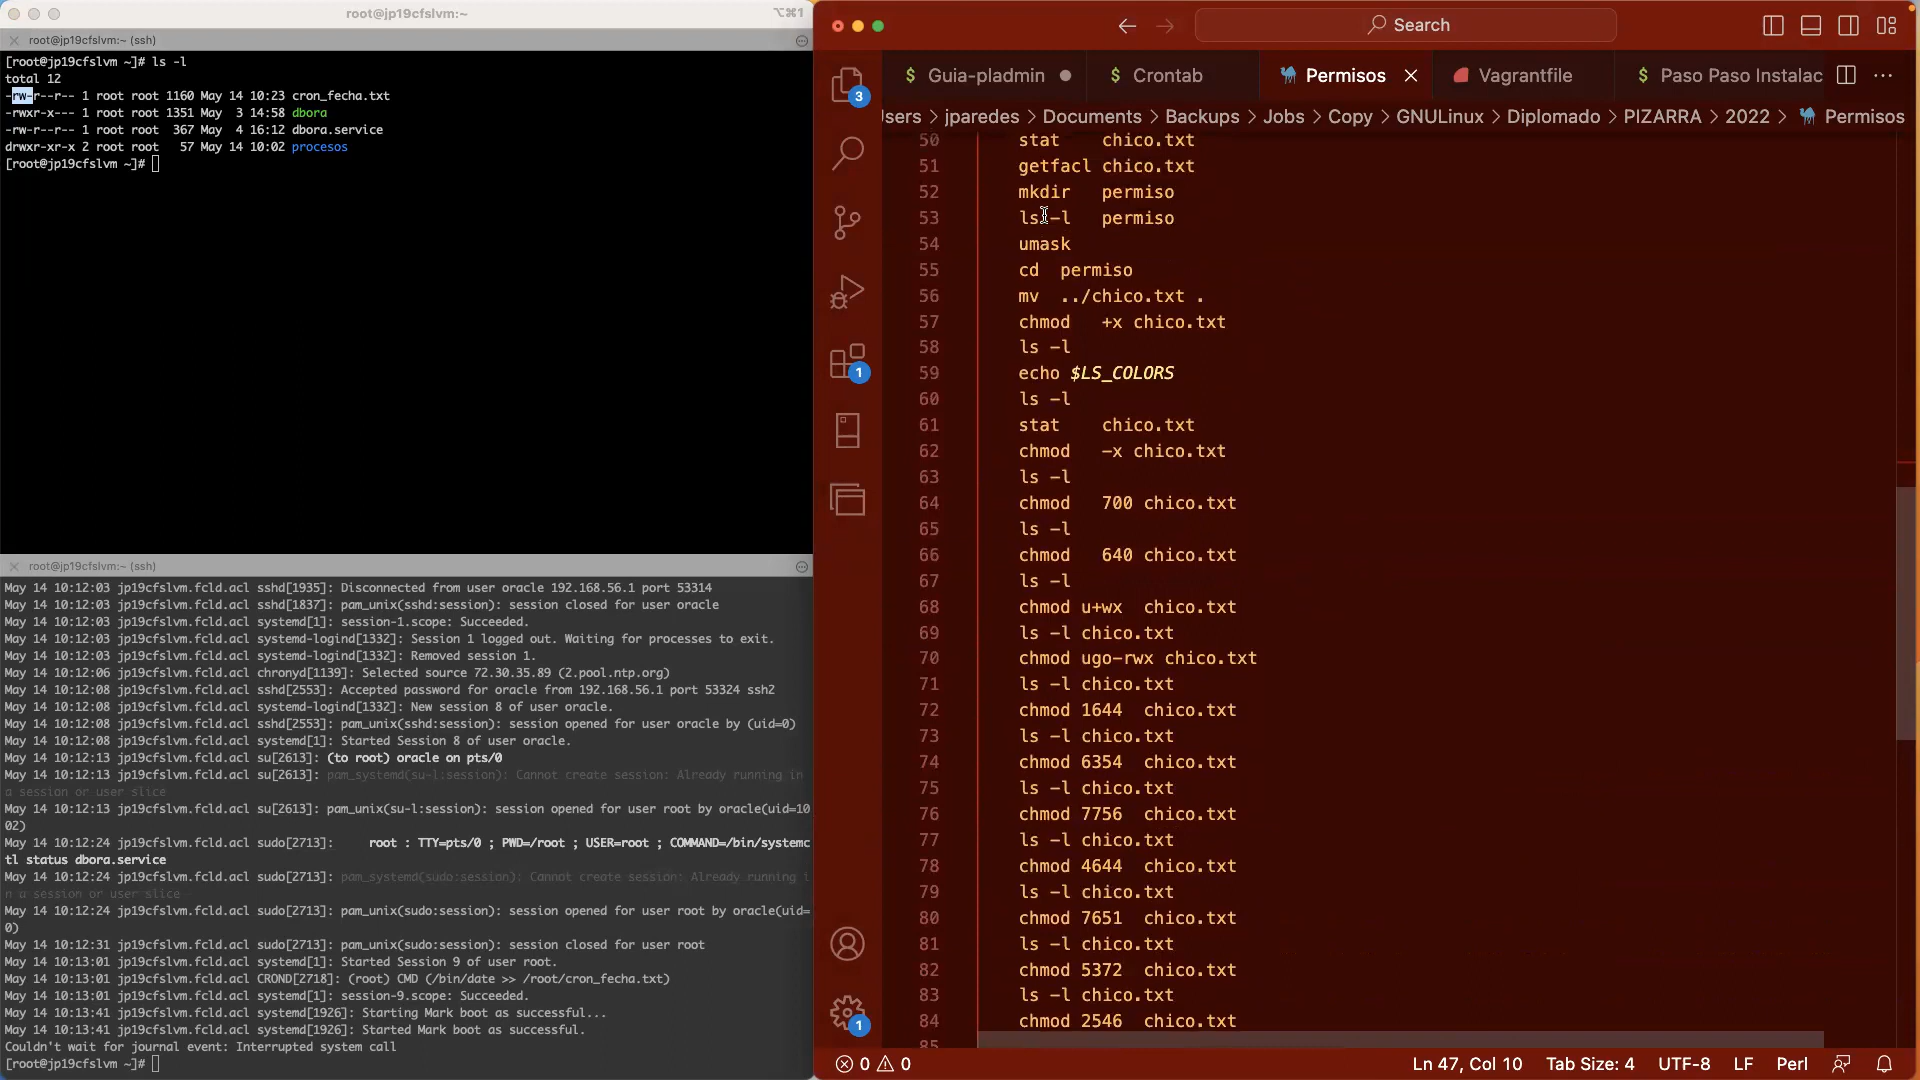 root@jp19cfslvm:~
⌥⌘1
root@jp19cfslvm:~ (ssh)
[root@jp19cfslvm ~]# ls -l
total 12
-rw-r--r-- 1 root root 1160 May 14 10:23 cron_fecha.txt
-rwxr-x--- 1 root root 1351 May  3 14:58 dbora
-rw-r--r-- 1 root root  367 May  4 16:12 dbora.service
drwxr-xr-x 2 root root   57 May 14 10:02 procesos
[root@jp19cfslvm ~]#
root@jp19cfslvm:~ (ssh)
May 14 10:12:03 jp19cfslvm.fcld.acl sshd[1935]: Disconnected from user oracle 192.168.56.1 port 53314
May 14 10:12:03 jp19cfslvm.fcld.acl sshd[1837]: pam_unix(sshd:session): session closed for user oracle
May 14 10:12:03 jp19cfslvm.fcld.acl systemd[1]: session-1.scope: Succeeded.
May 14 10:12:03 jp19cfslvm.fcld.acl systemd-logind[1332]: Session 1 logged out. Waiting for processes to exit.
May 14 10:12:03 jp19cfslvm.fcld.acl systemd-logind[1332]: Removed session 1.
May 14 10:12:06 jp19cfslvm.fcld.acl chronyd[1139]: Selected source 72.30.35.89 (2.pool.ntp.org)
May 14 10:12:08 jp19cfslvm.fcld.acl sshd[2553]: Accepted password for oracle from 192.168.56.1 port 53324 ssh2
May 14 10:12:08 jp19cfslvm.fcld.acl systemd-logind[1332]: New session 8 of user oracle.
May 14 10:12:08 jp19cfslvm.fcld.acl sshd[2553]: pam_unix(sshd:session): session opened for user oracle by (uid=0)
May 14 10:12:08 jp19cfslvm.fcld.acl systemd[1]: Started Session 8 of user oracle.
May 14 10:12:13 jp19cfslvm.fcld.acl su[2613]: (to root) oracle on pts/0
May 14 10:12:13 jp19cfslvm.fcld.acl su[2613]: pam_systemd(su-l:session): Cannot create session: Already running in
a session or user slice
May 14 10:12:13 jp19cfslvm.fcld.acl su[2613]: pam_unix(su-l:session): session opened for user root by oracle(uid=10
02)
May 14 10:12:24 jp19cfslvm.fcld.acl sudo[2713]:     root : TTY=pts/0 ; PWD=/root ; USER=root ; COMMAND=/bin/systemc
tl status dbora.service
May 14 10:12:24 jp19cfslvm.fcld.acl sudo[2713]: pam_systemd(sudo:session): Cannot create session: Already running i
n a session or user slice
May 14 10:12:24 jp19cfslvm.fcld.acl sudo[2713]: pam_unix(sudo:session): session opened for user root by oracle(uid=
0)
May 14 10:12:31 jp19cfslvm.fcld.acl sudo[2713]: pam_unix(sudo:session): session closed for user root
May 14 10:13:01 jp19cfslvm.fcld.acl systemd[1]: Started Session 9 of user root.
May 14 10:13:01 jp19cfslvm.fcld.acl CROND[2718]: (root) CMD (/bin/date >> /root/cron_fecha.txt)
May 14 10:13:01 jp19cfslvm.fcld.acl systemd[1]: session-9.scope: Succeeded.
May 14 10:13:41 jp19cfslvm.fcld.acl systemd[1926]: Starting Mark boot as successful...
May 14 10:13:41 jp19cfslvm.fcld.acl systemd[1926]: Started Mark boot as successful.
Couldn't wait for journal event: Interrupted system call
[root@jp19cfslvm ~]#
Search
$ Guia-pladmin
$ Crontab
Permisos
Vagrantfile
$ Paso Paso Instalac
Jsers > jparedes > Documents > Backups > Jobs > Copy > GNULinux > Diplomado > PIZARRA > 2022 > Permisos
3
1
1
50 stat    chico.txt
51 getfacl chico.txt
52 mkdir   permiso
53 ls -l   permiso
54 umask
55 cd  permiso
56 mv  ../chico.txt .
57 chmod   +x chico.txt
58 ls -l
59 echo $LS_COLORS
60 ls -l
61 stat    chico.txt
62 chmod   -x chico.txt
63 ls -l
64 chmod   700 chico.txt
65 ls -l
66 chmod   640 chico.txt
67 ls -l
68 chmod u+wx  chico.txt
69 ls -l chico.txt
70 chmod ugo-rwx chico.txt
71 ls -l chico.txt
72 chmod 1644  chico.txt
73 ls -l chico.txt
74 chmod 6354  chico.txt
75 ls -l chico.txt
76 chmod 7756  chico.txt
77 ls -l chico.txt
78 chmod 4644  chico.txt
79 ls -l chico.txt
80 chmod 7651  chico.txt
81 ls -l chico.txt
82 chmod 5372  chico.txt
83 ls -l chico.txt
84 chmod 2546  chico.txt
85
0 0
Ln 47, Col 10
Tab Size: 4
UTF-8
LF
Perl